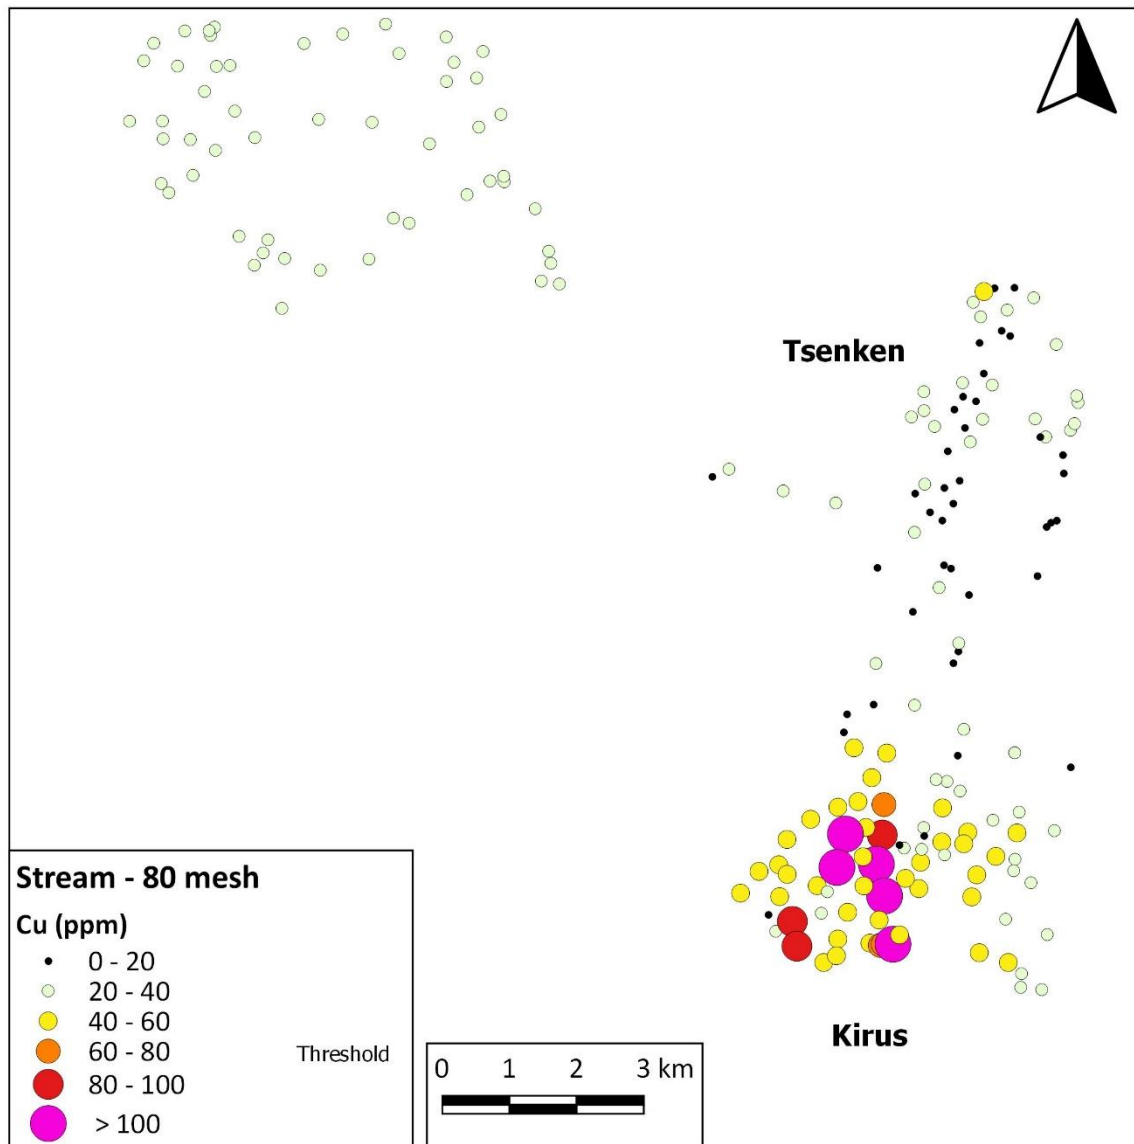 Tsenken
Kirus
Stream - 80 mesh
Cu (ppm)
0 - 20
20 - 40
40 - 60
60 - 80
80 - 100
> 100
Threshold
0 1 2 3 km